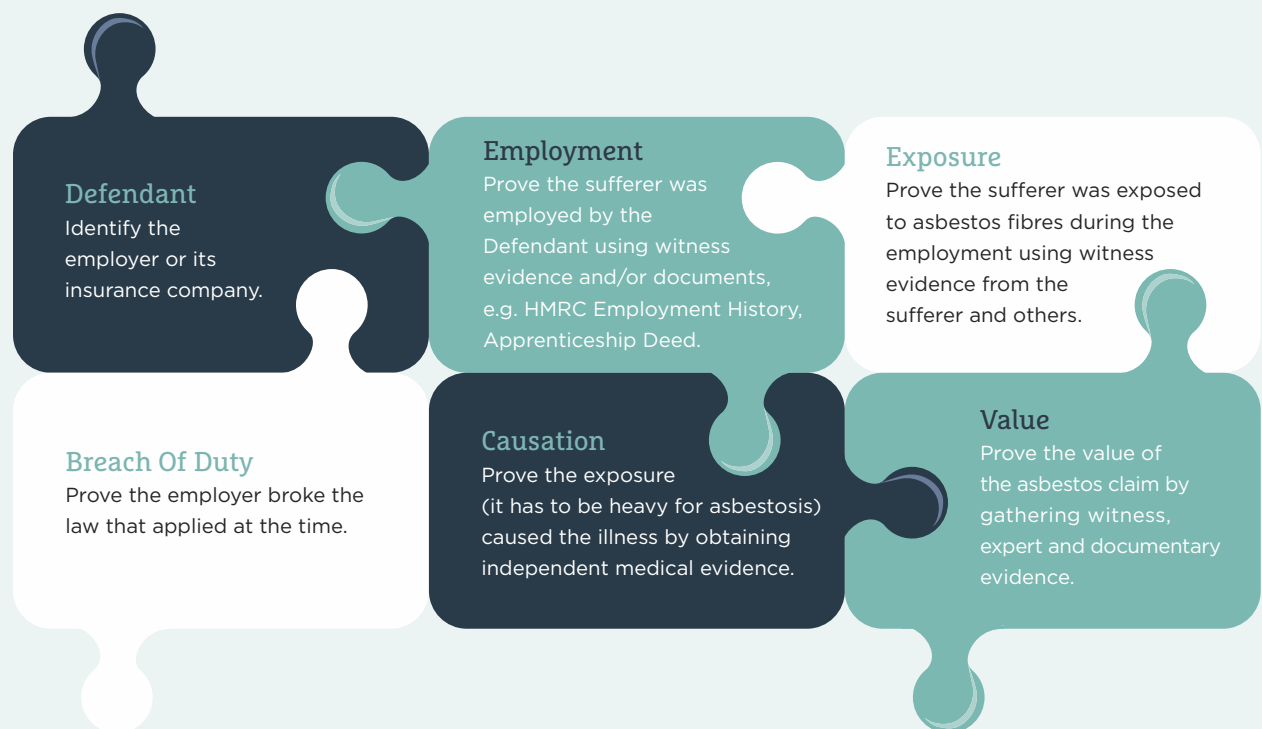 Defendant
Identify the
employer or its
insurance company.
Employment
Prove the sufferer was
employed by the
Defendant using witness
evidence and/or documents,
e.g. HMRC Employment History,
Apprenticeship Deed.
Exposure
Prove the sufferer was exposed
to asbestos fibres during the
employment using witness
evidence from the
sufferer and others.
Breach Of Duty
Prove the employer broke the
law that applied at the time.
Causation
Prove the exposure
(it has to be heavy for asbestosis)
caused the illness by obtaining
independent medical evidence.
Value
Prove the value of
the asbestos claim by
gathering witness,
expert and documentary
evidence.